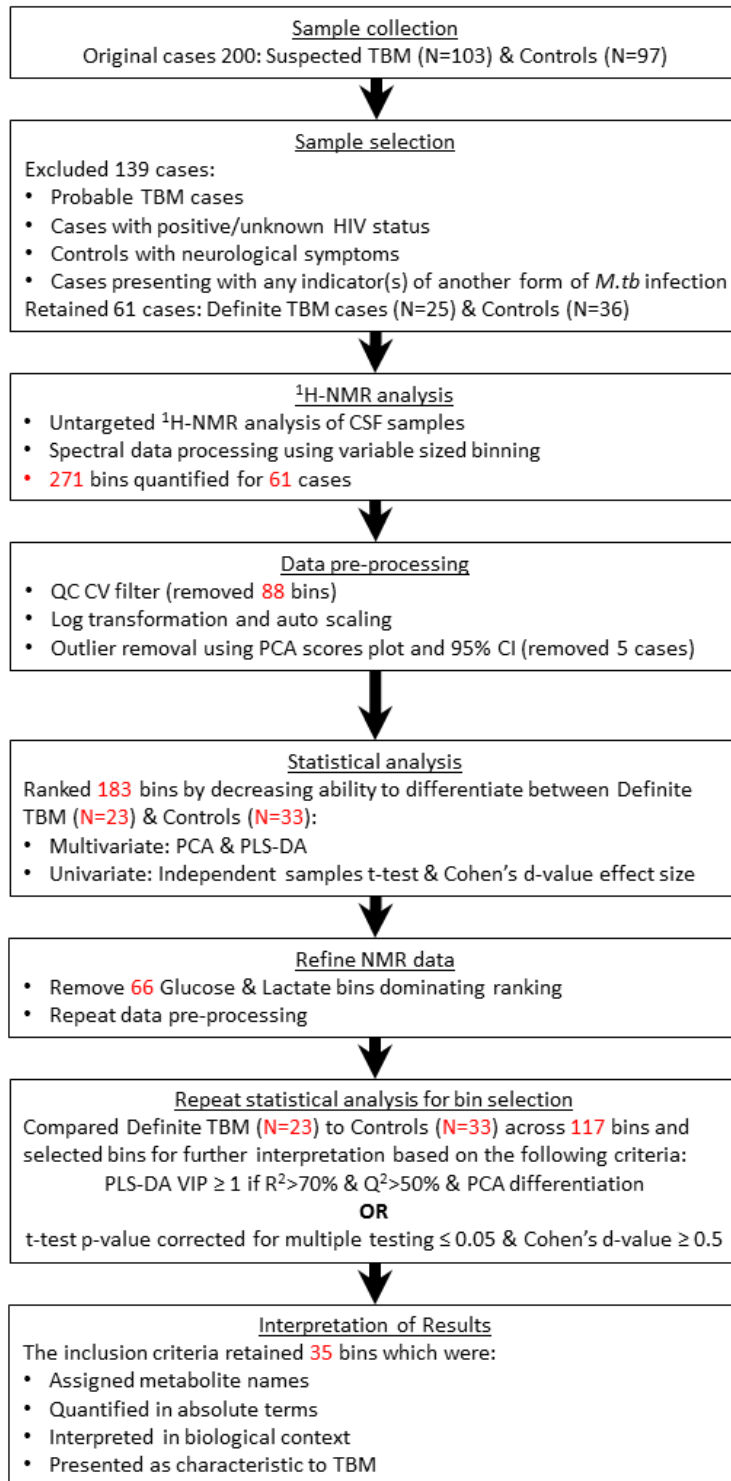 Sample collection
Original cases 200: Suspected TBM (N=103) & Controls (N=97)
Sample selection
Excluded 139 cases:
• Probable TBM cases
• Cases with positive/unknown HIV status
• Controls with neurological symptoms
• Cases presenting with any indicator(s) of another form of M.tb infection
Retained 61 cases: Definite TBM cases (N=25) & Controls (N=36)
¹H-NMR analysis
• Untargeted ¹H-NMR analysis of CSF samples
• Spectral data processing using variable sized binning
• 271 bins quantified for 61 cases
Data pre-processing
• QC CV filter (removed 88 bins)
• Log transformation and auto scaling
• Outlier removal using PCA scores plot and 95% CI (removed 5 cases)
Statistical analysis
Ranked 183 bins by decreasing ability to differentiate between Definite
TBM (N=23) & Controls (N=33):
• Multivariate: PCA & PLS-DA
• Univariate: Independent samples t-test & Cohen's d-value effect size
Refine NMR data
• Remove 66 Glucose & Lactate bins dominating ranking
• Repeat data pre-processing
Repeat statistical analysis for bin selection
Compared Definite TBM (N=23) to Controls (N=33) across 117 bins and
selected bins for further interpretation based on the following criteria:
PLS-DA VIP ≥ 1 if R²>70% & Q²>50% & PCA differentiation
OR
t-test p-value corrected for multiple testing ≤ 0.05 & Cohen's d-value ≥ 0.5
Interpretation of Results
The inclusion criteria retained 35 bins which were:
• Assigned metabolite names
• Quantified in absolute terms
• Interpreted in biological context
• Presented as characteristic to TBM